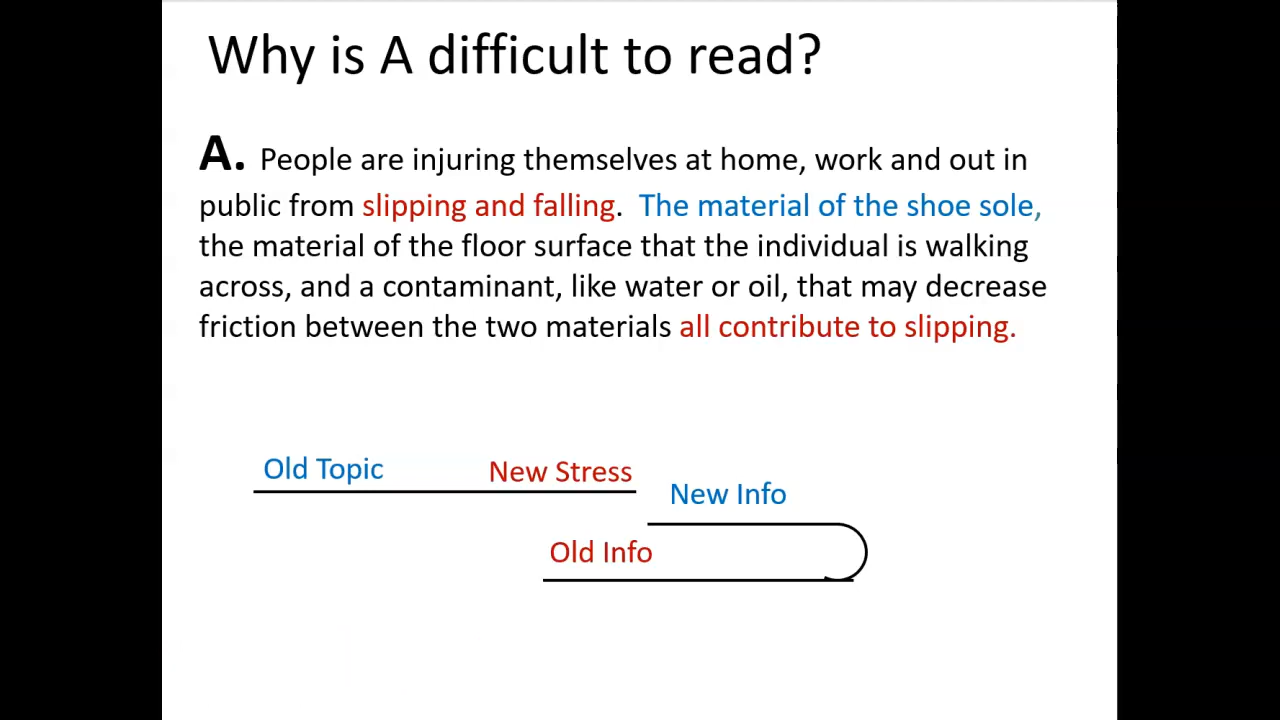 Why is A difficult to read?
A. People are injuring themselves at home, work and out in
public from slipping and falling. The material of the shoe sole,
the material of the floor surface that the individual is walking
across, and a contaminant, like water or oil, that may decrease
friction between the two materials all contribute to slipping.
Old Topic
New Stress
New Info
Old Info